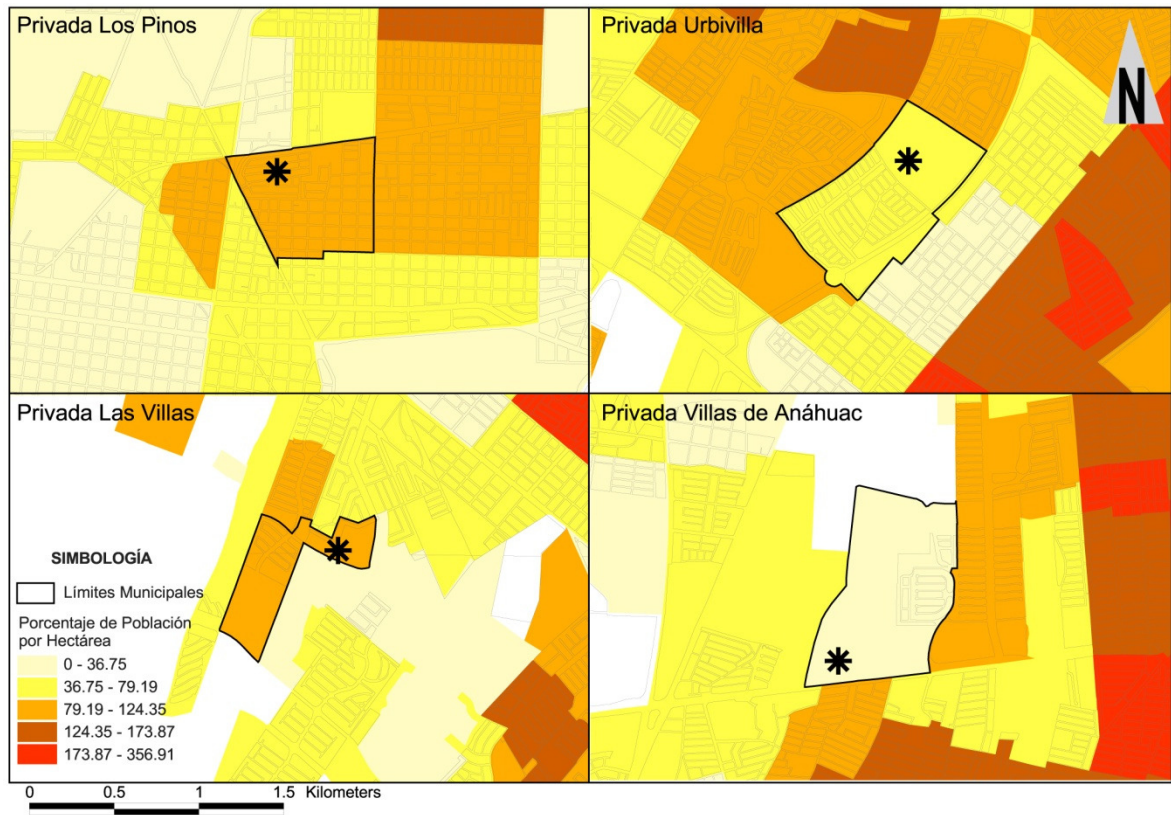 Privada Los Pinos
Privada Urbivilla
N
Privada Las Villas
Privada Villas de Anáhuac
SIMBOLOGÍA
Límites Municipales
Porcentaje de Población
por Hectárea
0 - 36.75
36.75 - 79.19
79.19 - 124.35
124.35 - 173.87
173.87 - 356.91
0 0.5 1 1.5 Kilometers